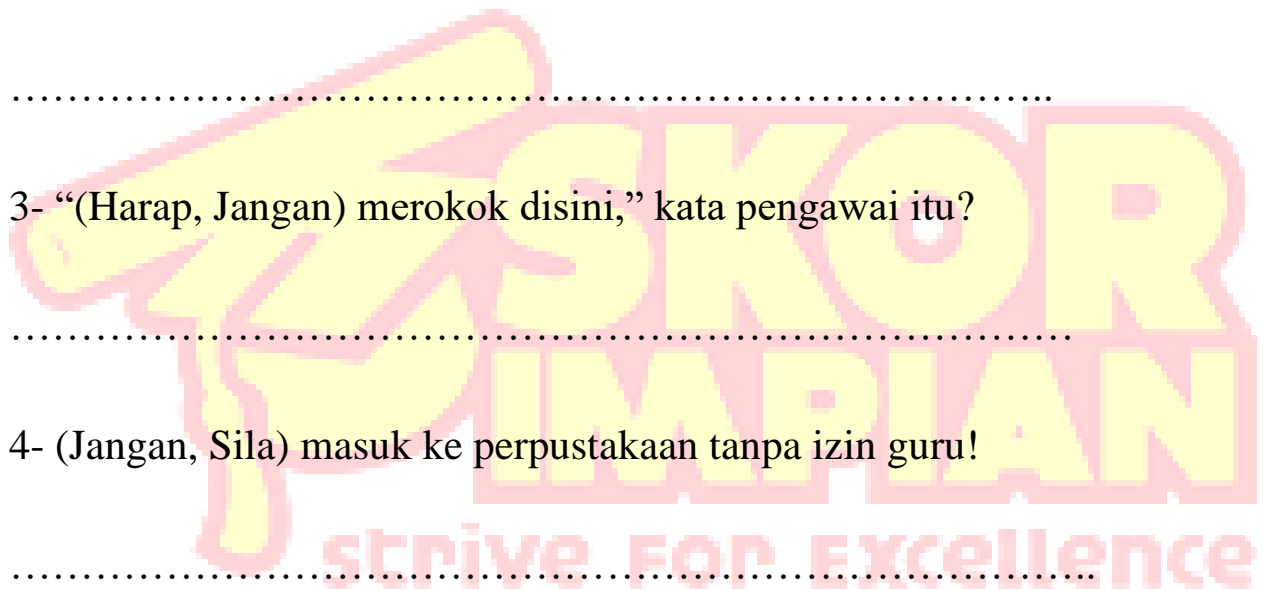 ………………………………………………………………..
3- “(Harap, Jangan) merokok disini,” kata pengawai itu?
…………………………………………………………………
4- (Jangan, Sila) masuk ke perpustakaan tanpa izin guru!
…………………………………………………………………..
SKOR
IMPIAN
strive for excellence